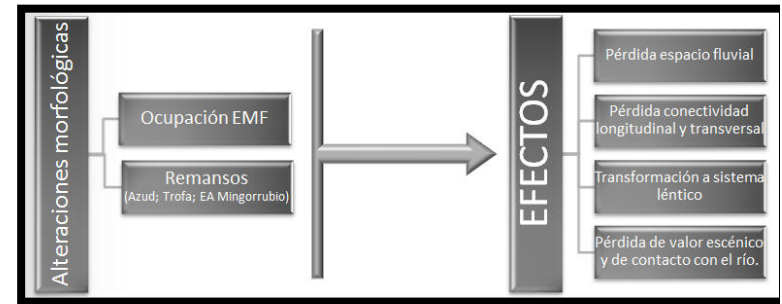 Alteraciones morfológicas
Ocupación EMF
Remansos
(Azud; Trofa; EA Mingorrubio)
EFECTOS
Pérdida espacio fluvial
Pérdida conectividad
longitudinal y transversal
Transformación a sistema
léntico
Pérdida de valor escénico
y de contacto con el río.